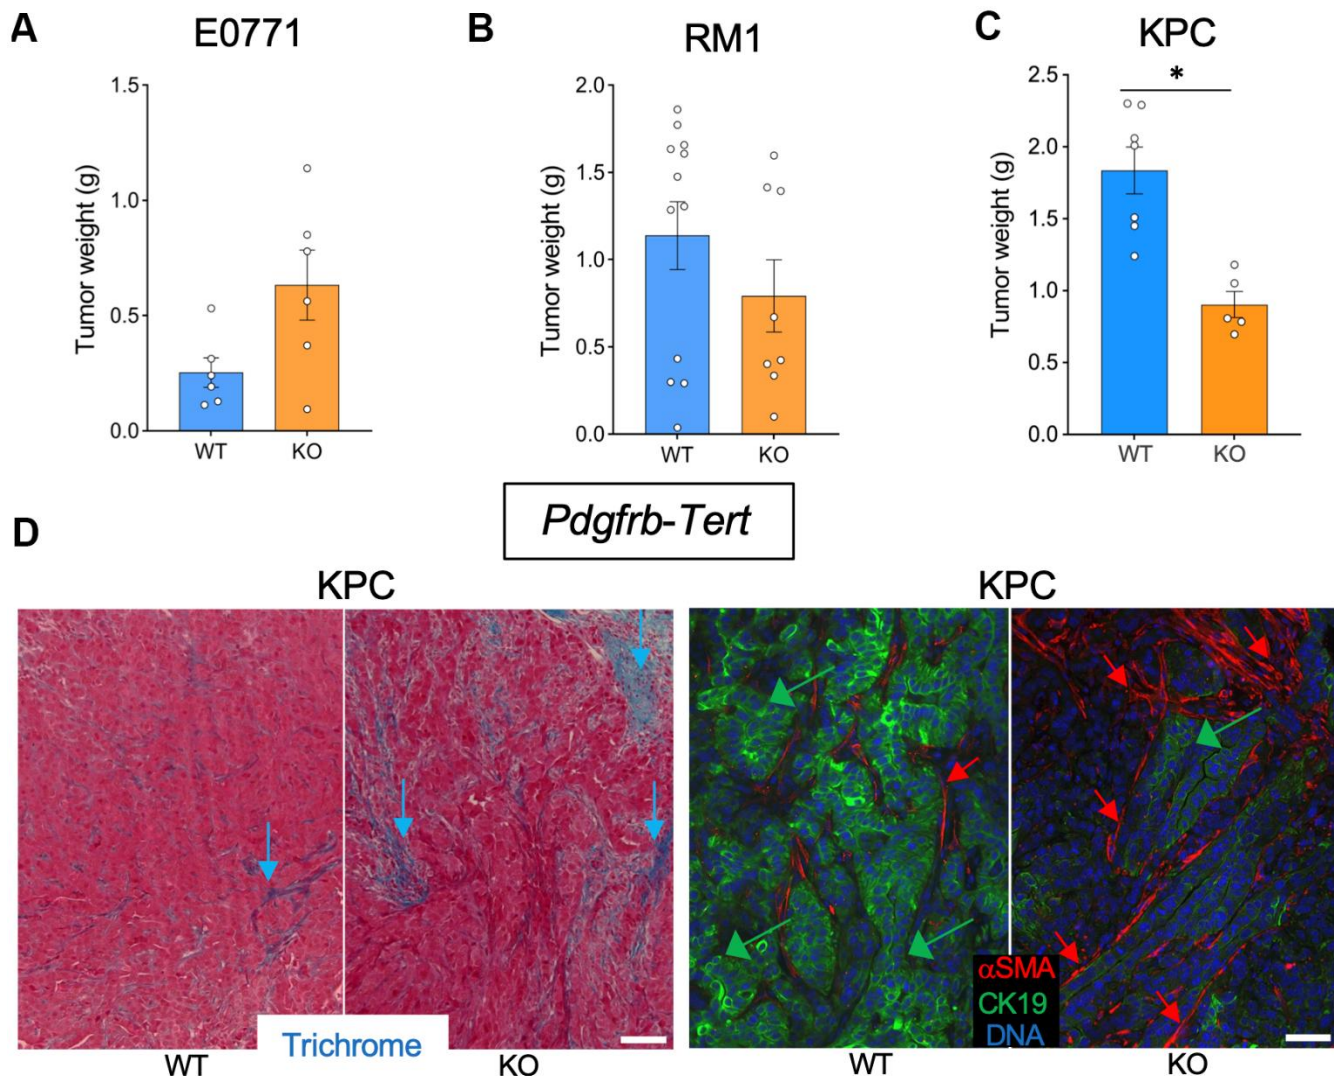 A
E0771
Tumor weight (g)
1.5
1.0
0.5
0.0
WT KO
B
RM1
Tumor weight (g)
2.0
1.5
1.0
0.5
0.0
WT KO
C
KPC
Tumor weight (g)
2.5
2.0
1.5
1.0
0.5
0.0
*
WT KO
Pdgfrb-Tert
D
KPC
Trichrome
WT KO
KPC
αSMA
CK19
DNA
WT KO